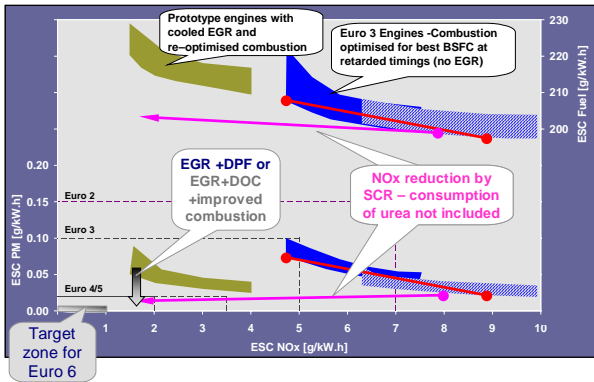 Prototype engines with
cooled EGR and
re-optimised combustion
Euro 3 Engines -Combustion
optimised for best BSFC at
retarded timings (no EGR)
230
220
210
200
ESC Fuel [g/kW.h]
EGR +DPF or
EGR+DOC
+improved
combustion
NOx reduction by
SCR – consumption
of urea not included
ESC PM [g/kW.h]
0.20
0.15
0.10
0.05
0.00
Euro 2
Euro 3
Euro 4/5
1
2
3
4
5
6
7
8
9
10
ESC NOx [g/kW.h]
Target
zone for
Euro 6